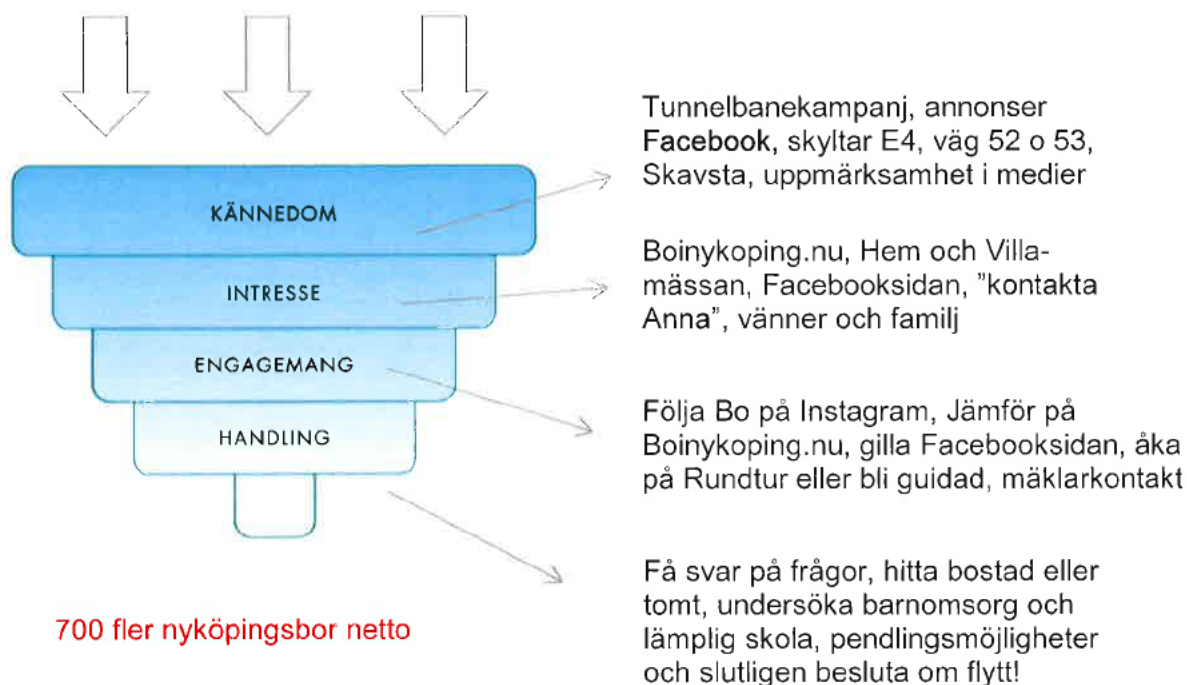 Tunnelbanekampanj, annonser
Facebook, skyltar E4, väg 52 o 53,
Skavsta, uppmärksamhet i medier
KÄNNEDOM
Boinykoping.nu, Hem och Villa-
mässan, Facebooksidan, "kontakta
Anna", vänner och familj
INTRESSE
ENGAGEMANG
Följa Bo på Instagram, Jämför på
Boinykoping.nu, gilla Facebooksidan, åka
på Rundtur eller bli guidad, mäklarkontakt
HANDLING
Få svar på frågor, hitta bostad eller
tomt, undersöka barnomsorg och
lämplig skola, pendlingsmöjligheter
och slutligen besluta om flytt!
700 fler nyköpingsbor netto